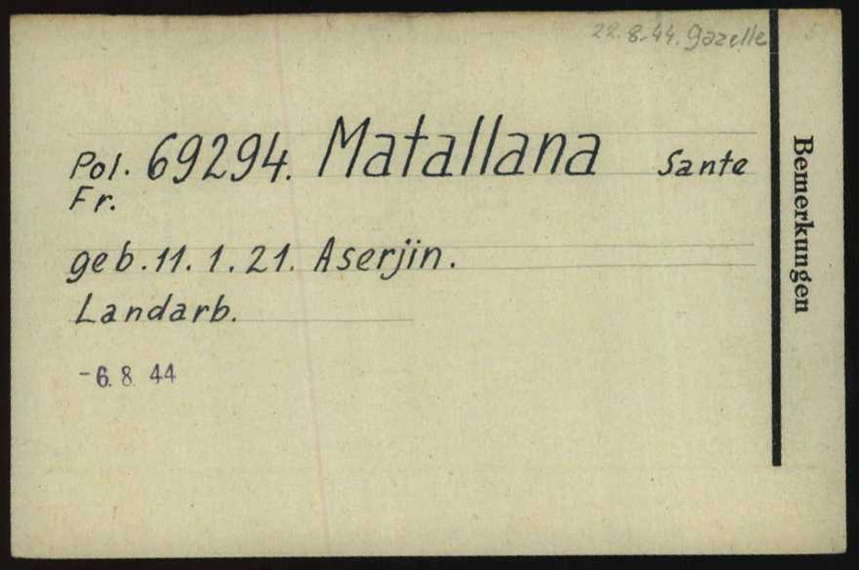 22.8.44. Gazelle
Pol. 69294. Matallana Sante
Fr.
geb. 11. 1. 21. Aserjin.
Landarb.
-6. 8 44
Bemerkungen